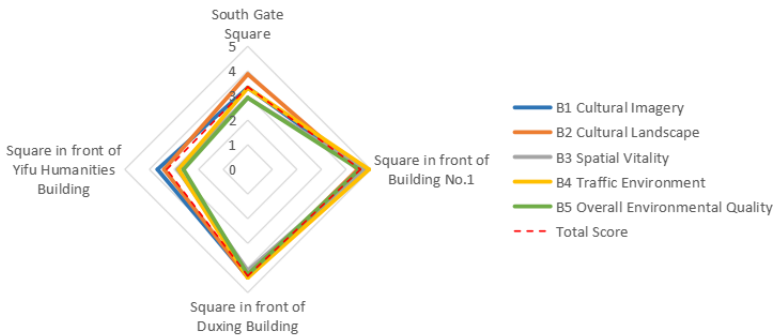 South Gate
Square
5
4
3
2
1
0
Square in front of
Yifu Humanities
Building
Square in front of
Building No.1
Square in front of
Duxing Building
B1 Cultural Imagery
B2 Cultural Landscape
B3 Spatial Vitality
B4 Traffic Environment
B5 Overall Environmental Quality
Total Score